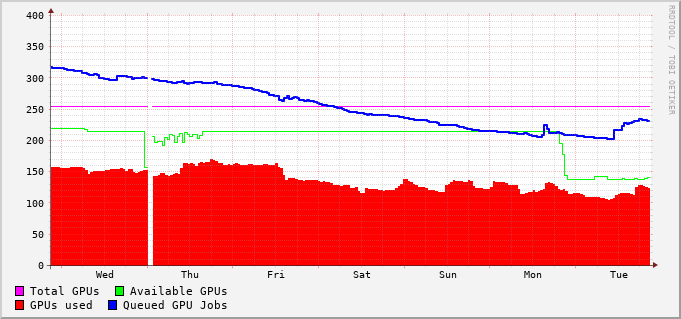 400
350
300
250
200
150
100
50
0
Wed Thu Fri Sat Sun Mon Tue
Total GPUs Available GPUs
GPUs used Queued GPU Jobs
RRDTOOL / TOBI OETIKER